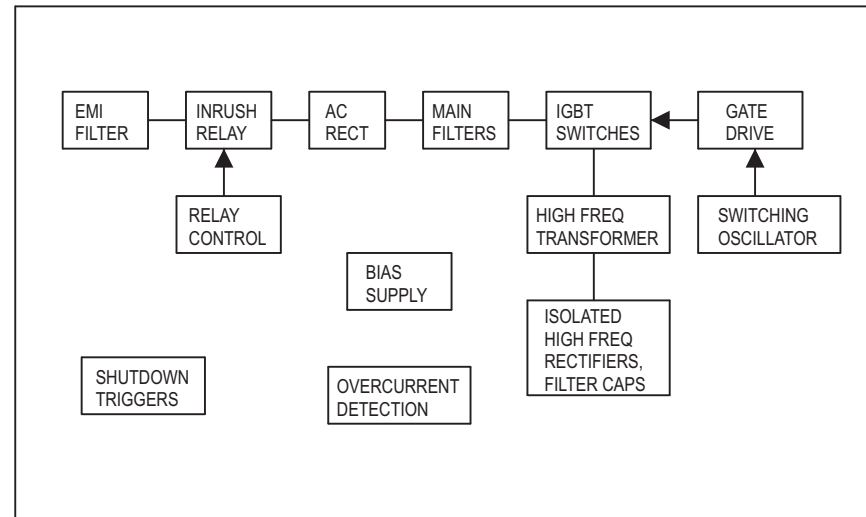 EMI
FILTER
INRUSH
RELAY
AC
RECT
MAIN
FILTERS
IGBT
SWITCHES
GATE
DRIVE
RELAY
CONTROL
HIGH FREQ
TRANSFORMER
SWITCHING
OSCILLATOR
BIAS
SUPPLY
ISOLATED
HIGH FREQ
RECTIFIERS,
FILTER CAPS
SHUTDOWN
TRIGGERS
OVERCURRENT
DETECTION